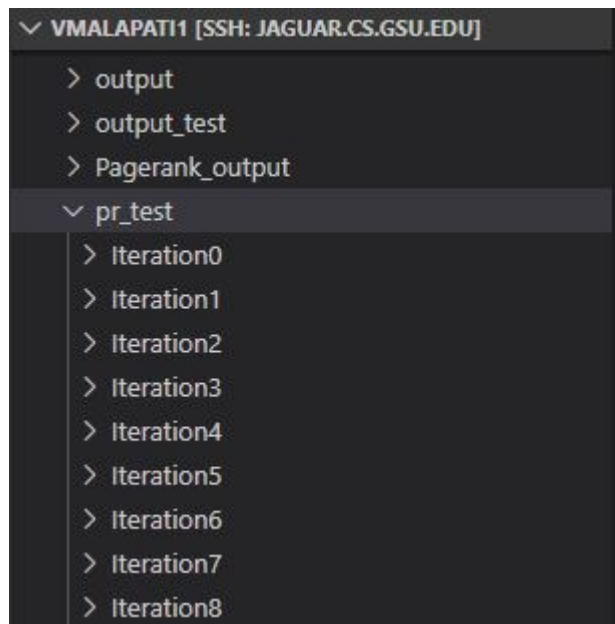 VMALAPATI1 [SSH: JAGUAR.CS.GSU.EDU]
output
output_test
Pagerank_output
pr_test
Iteration0
Iteration1
Iteration2
Iteration3
Iteration4
Iteration5
Iteration6
Iteration7
Iteration8